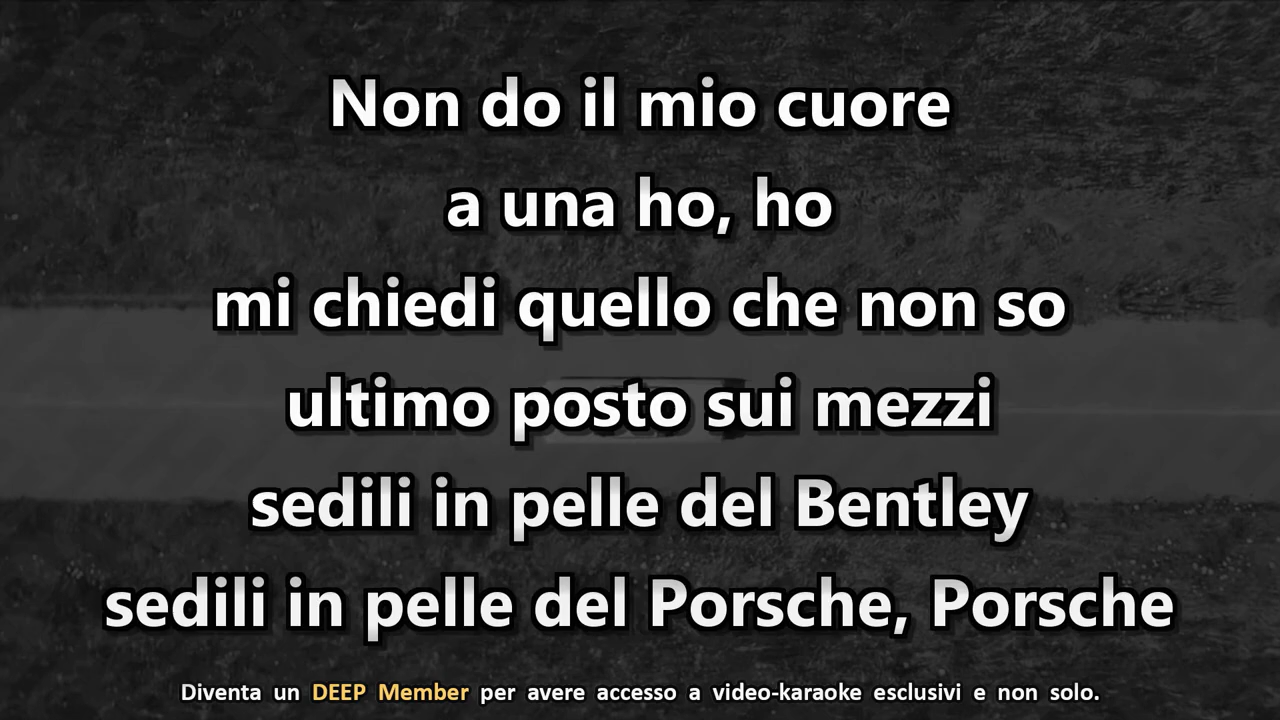 Non do il mio cuore
a una ho, ho
mi chiedi quello che non so
ultimo posto sui mezzi
sedili in pelle del Bentley
sedili in pelle del Porsche, Porsche
Diventa un DEEP Member per avere accesso a video-karaoke esclusivi e non solo.